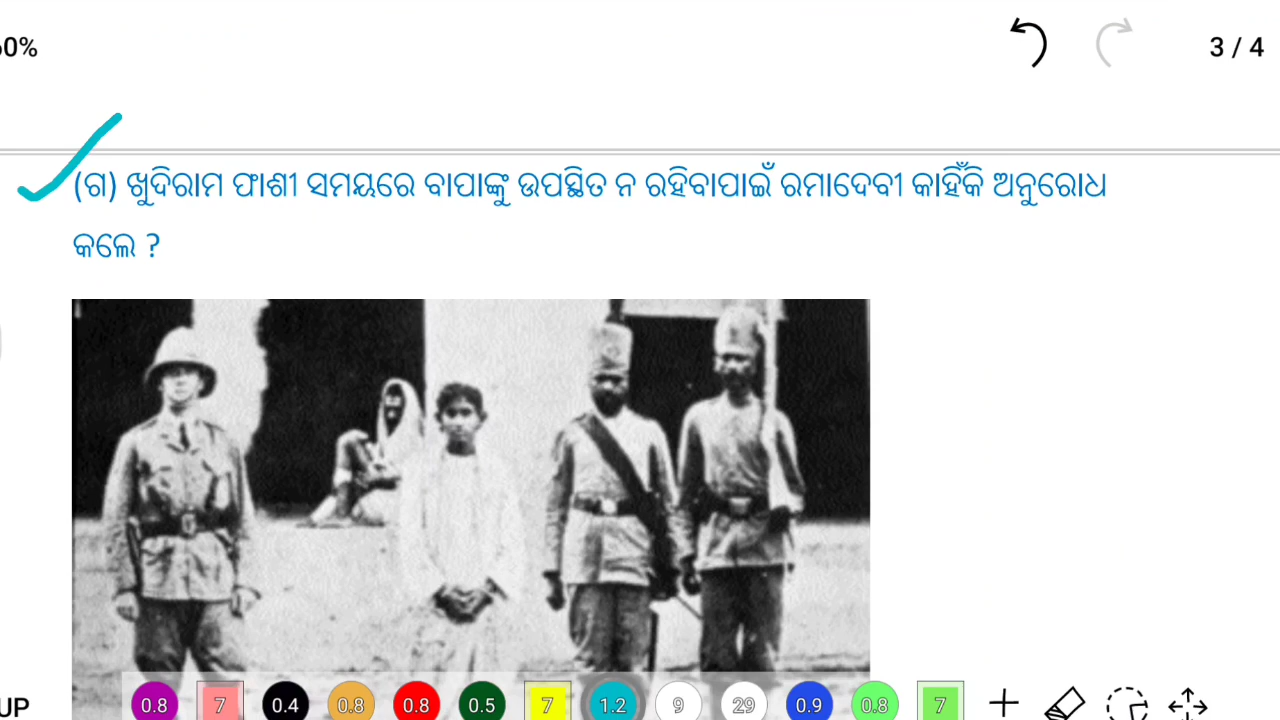 3 / 4
(ଗ) ଖୁଦିରାମ ଫାଶୀ ସମୟରେ ବାପାଙ୍କୁ ଉପସ୍ଥିତ ନ ରହିବାପାଇଁ ରମାଦେବୀ କାହିଁକି ଅନୁରୋଧ
କଲେ ?
0.8 7 0.4 0.8 0.8 0.5 7 1.2 9 29 0.9 0.8 7
UP